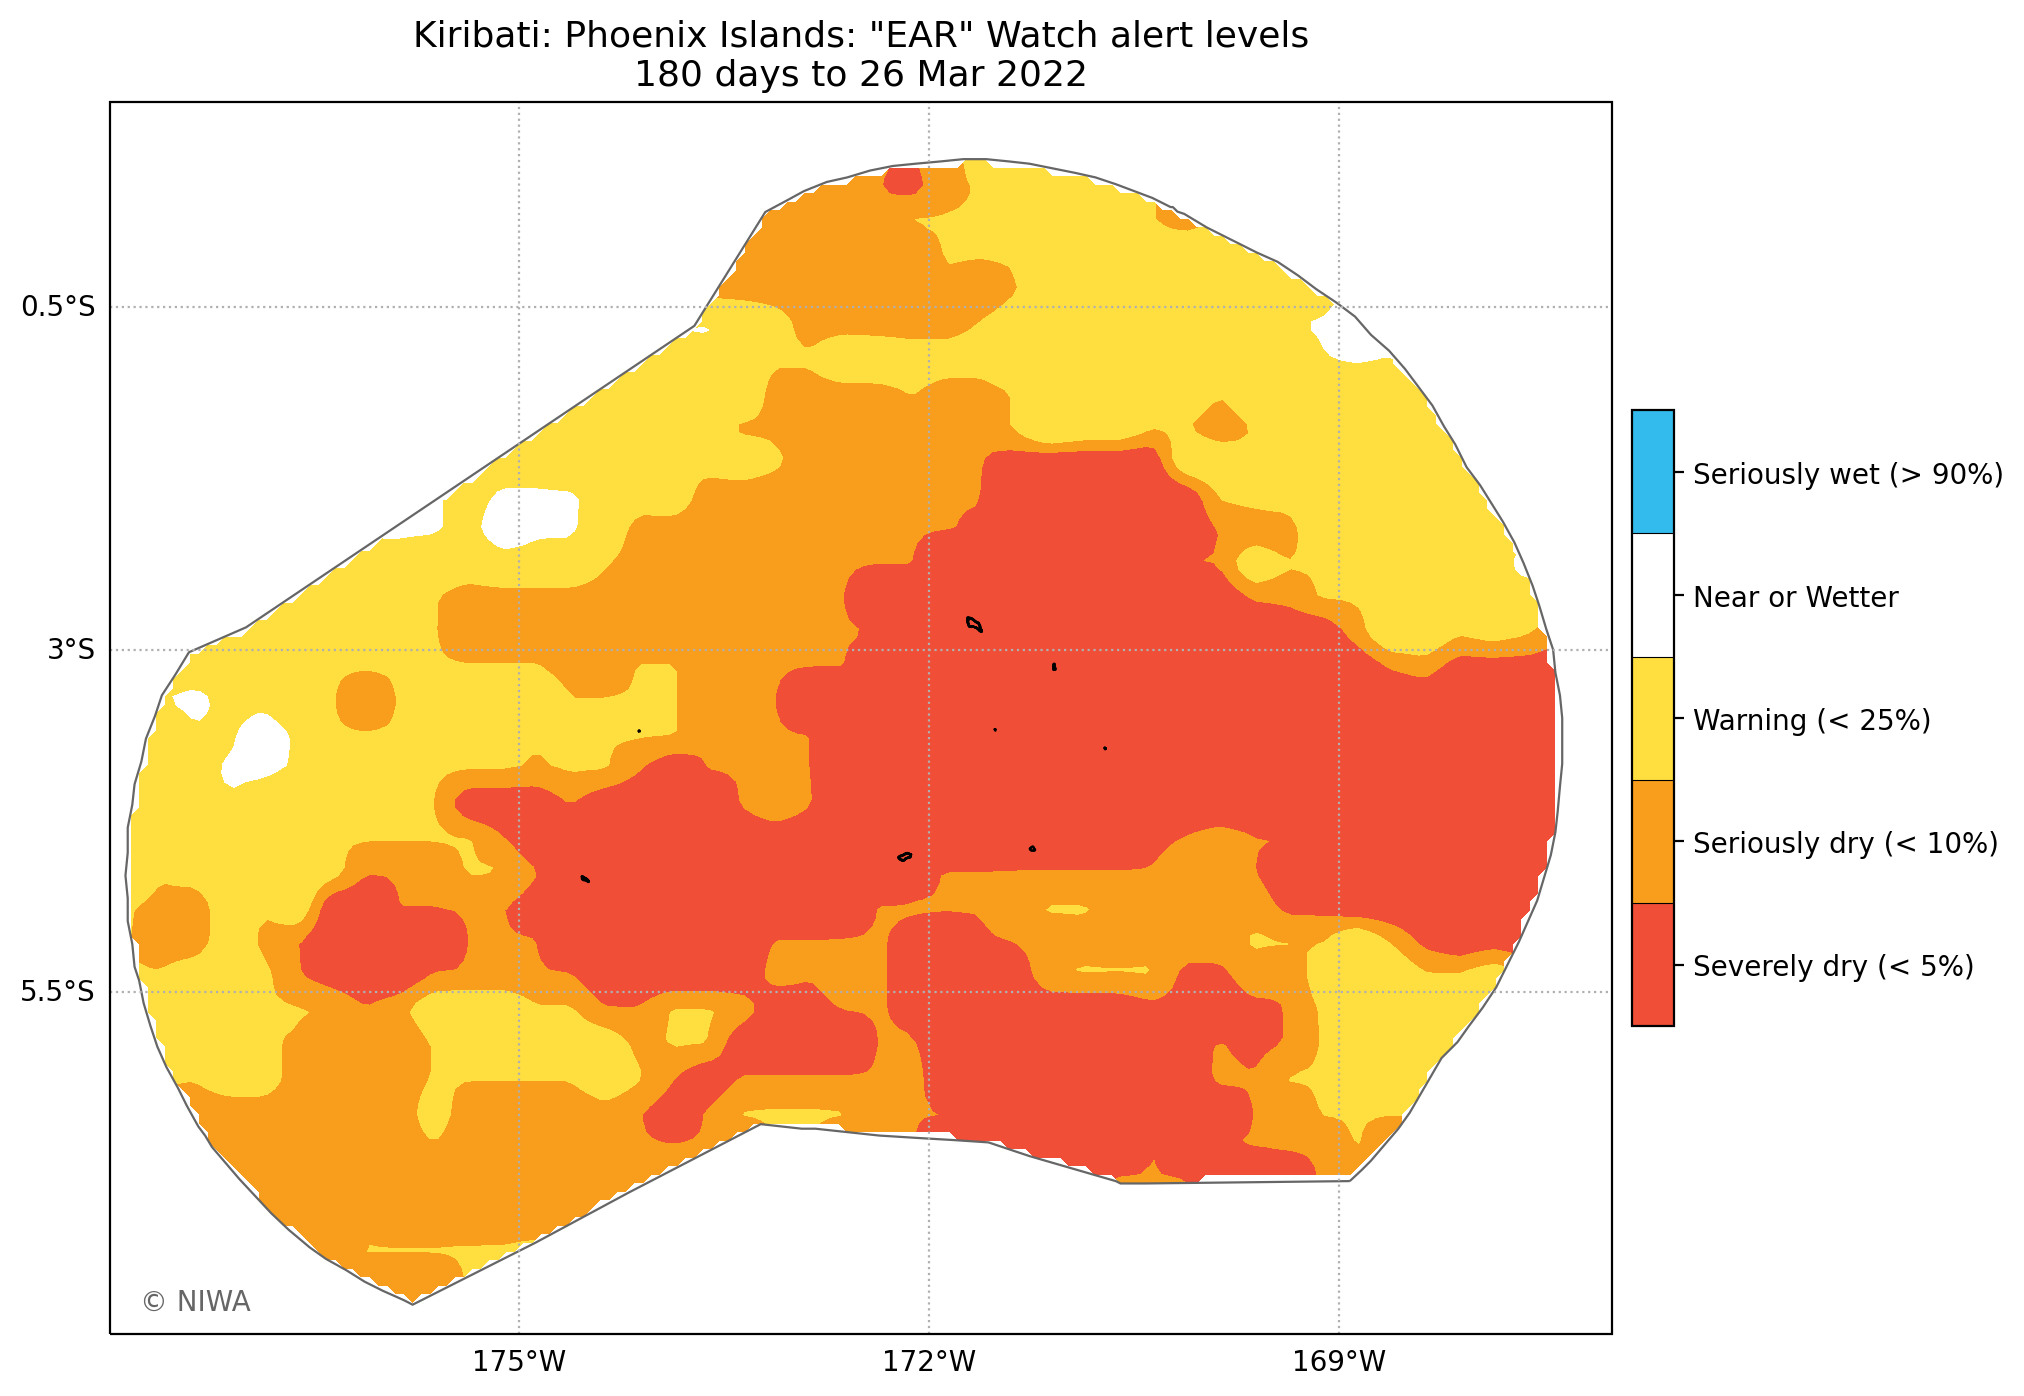 Kiribati: Phoenix Islands: "EAR" Watch alert levels
180 days to 26 Mar 2022
0.5°S
3°S
5.5°S
175°W
172°W
169°W
Seriously wet (> 90%)
Near or Wetter
Warning (< 25%)
Seriously dry (< 10%)
Severely dry (< 5%)
© NIWA